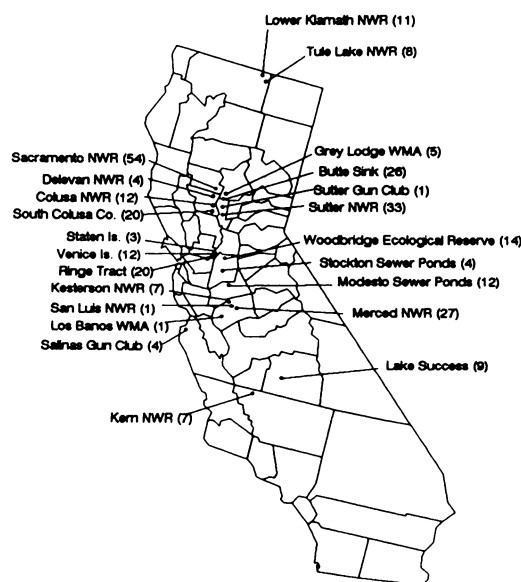 Lower Klamath NWR (11)
Tule Lake NWR (8)
Sacramento NWR (54)
Delevan NWR (4)
Colusa NWR (12)
South Colusa Co. (20)
Grey Lodge WMA (5)
Butte Sink (26)
Sutter Gun Club (1)
Sutter NWR (33)
Staten Is. (3)
Venice Is. (12)
Ringe Tract (20)
Kesterson NWR (7)
San Luis NWR (1)
Los Banos WMA (1)
Salinas Gun Club (4)
Woodbridge Ecological Reserve (14)
Stockton Sewer Ponds (4)
Modesto Sewer Ponds (12)
Merced NWR (27)
Lake Success (9)
Kern NWR (7)